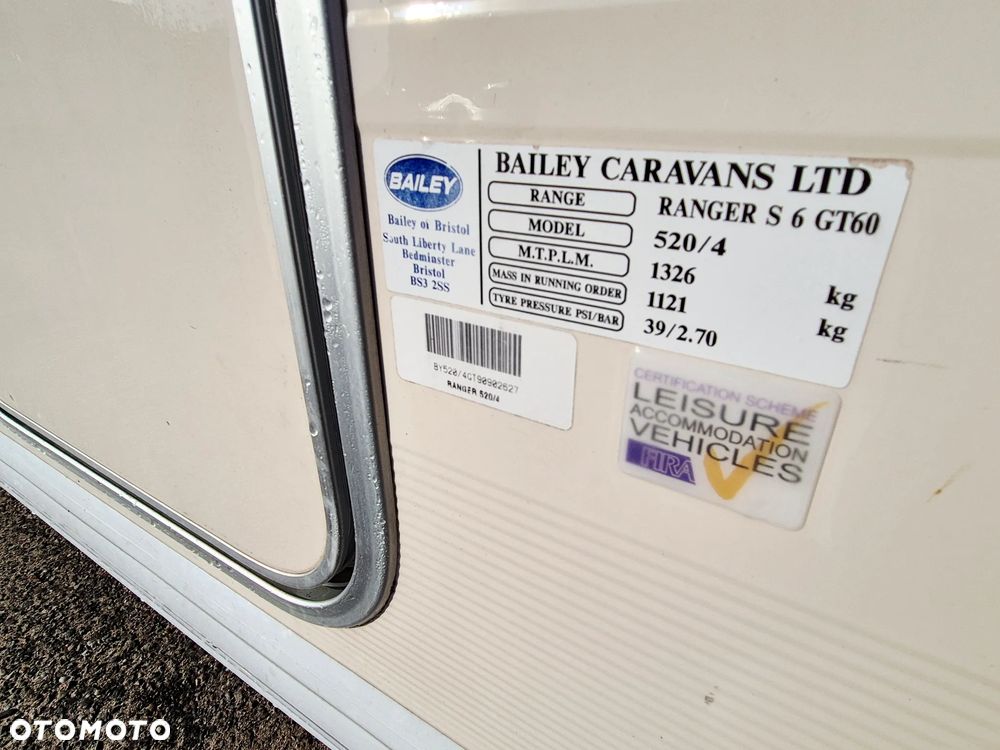 BAILEY
Bailey of Bristol
South Liberty Lane
Bedminster
Bristol
BS3 2SS
BAILEY CARAVANS LTD
RANGE RANGER S 6 GT60
MODEL 520/4
M.T.P.L.M. 1326 kg
MASS IN RUNNING ORDER 1121 kg
TYRE PRESSURE PSI/BAR 39/2.70
BY520/4GT90902627
RANGER 520/4
CERTIFICATION SCHEME
LEISURE
ACCOMMODATION
VEHICLES
FIRA
OTOMOTO